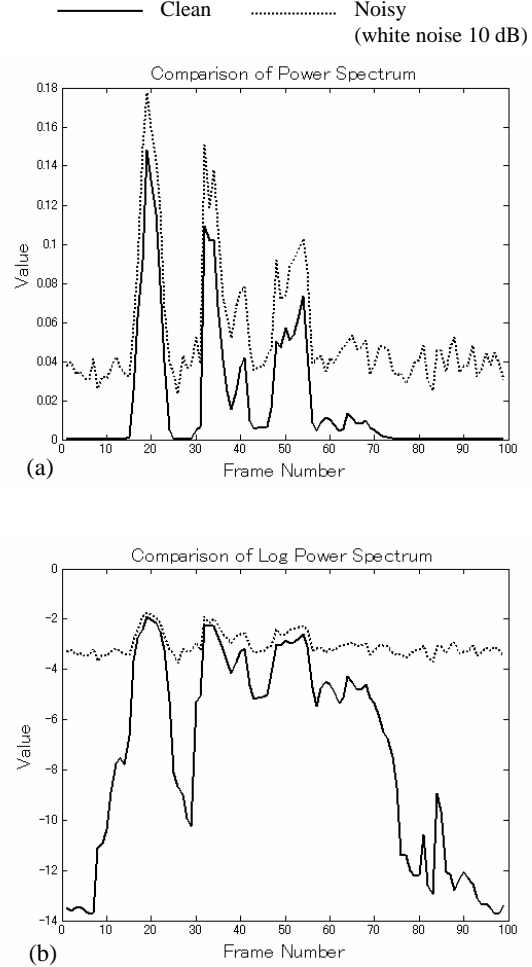 Clean
Noisy
(white noise 10 dB)
Comparison of Power Spectrum
0.18
0.16
0.14
0.12
0.1
0.08
0.06
0.04
0.02
0
Value
0 10 20 30 40 50 60 70 80 90 100
Frame Number
(a)
Comparison of Log Power Spectrum
0
-2
-4
-6
-8
-10
-12
-14
Value
0 10 20 30 40 50 60 70 80 90 100
Frame Number
(b)